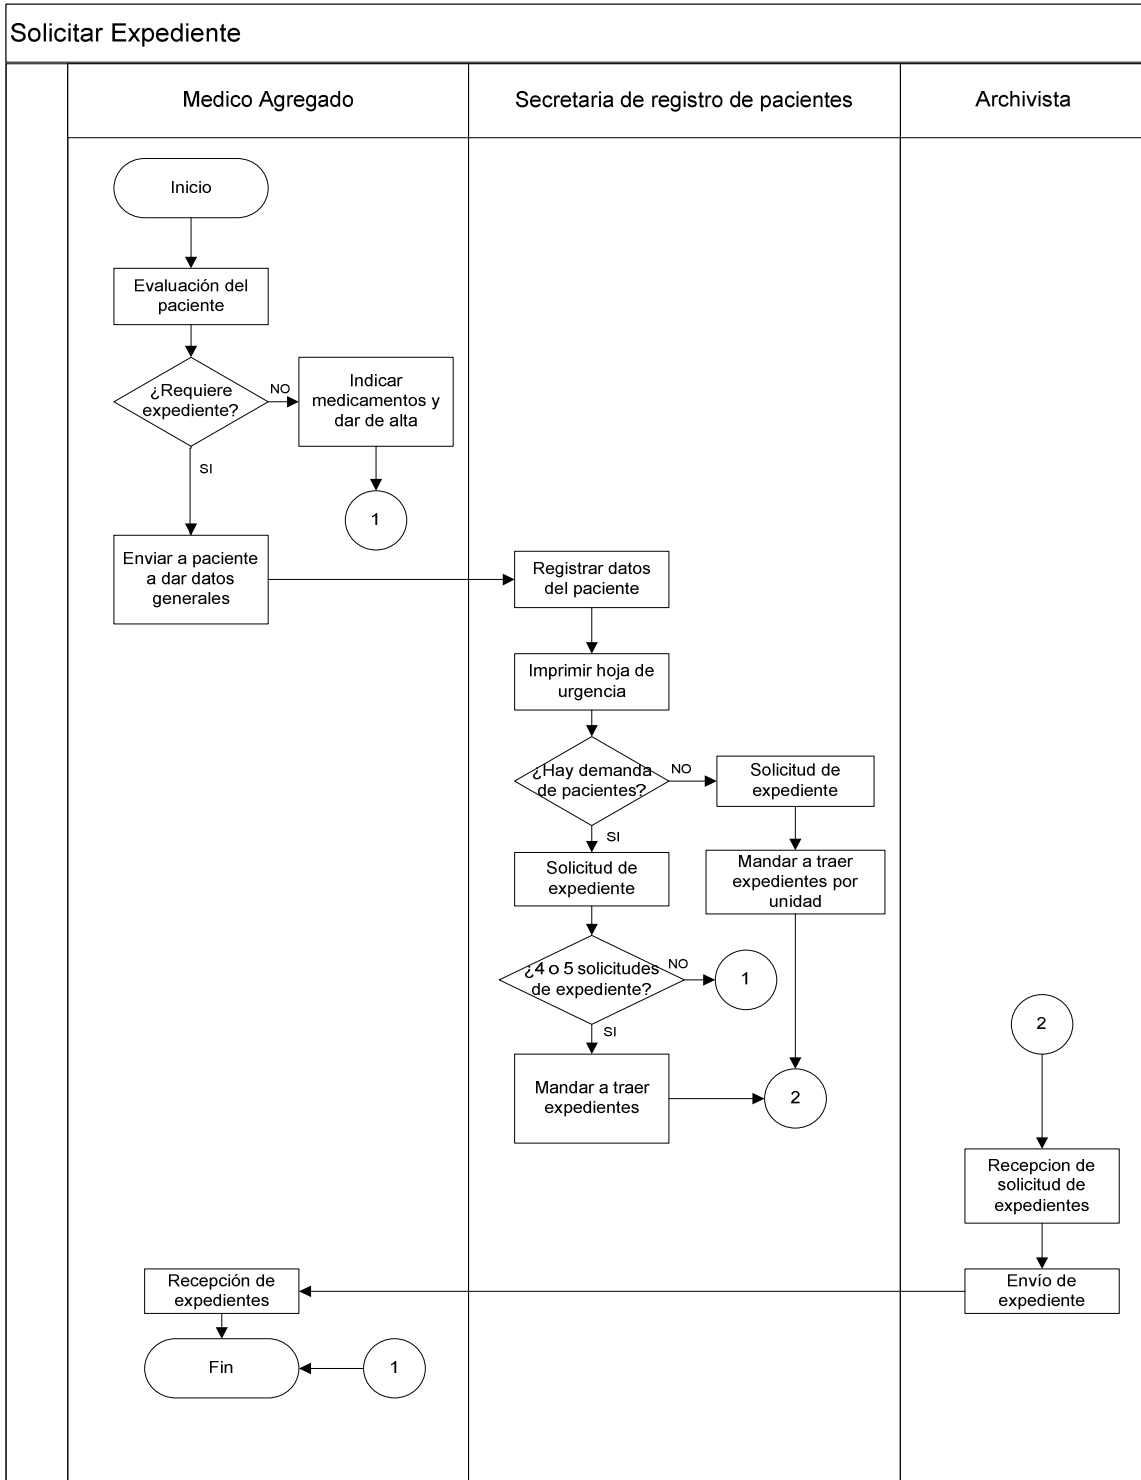 Solicitar Expediente
Medico Agregado
Secretaria de registro de pacientes
Archivista
Inicio
Evaluación del
paciente
¿Requiere
expediente?
NO
Indicar
medicamentos y
dar de alta
SI
1
Enviar a paciente
a dar datos
generales
Registrar datos
del paciente
Imprimir hoja de
urgencia
¿Hay demanda
de pacientes?
NO
Solicitud de
expediente
SI
Solicitud de
expediente
Mandar a traer
expedientes por
unidad
¿4 o 5 solicitudes
de expediente?
NO
1
SI
2
Mandar a traer
expedientes
2
Recepcion de
solicitud de
expedientes
Recepción de
expedientes
Envío de
expediente
Fin
1